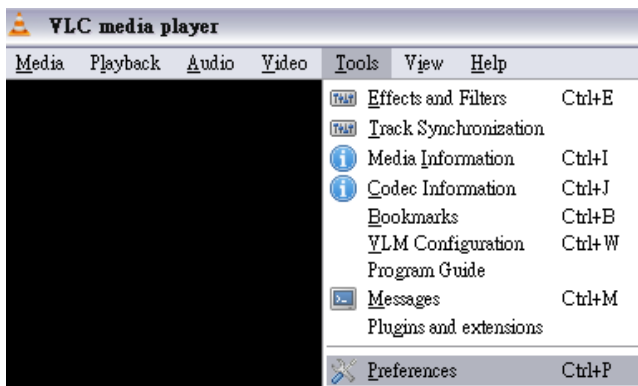 VLC media player
Media Playback Audio Video Tools View Help
Effects and Filters Ctrl+E
Track Synchronization
Media Information Ctrl+I
Codec Information Ctrl+J
Bookmarks Ctrl+B
VLM Configuration Ctrl+W
Program Guide
Messages Ctrl+M
Plugins and extensions
Preferences Ctrl+P